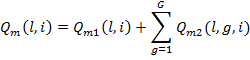 Q_m(l,i) = Q_{m1}(l,i) + \sum_{g=1}^{G} Q_{m2}(l,g,i)